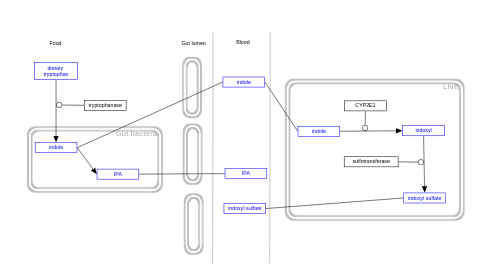 Food
Gut lumen
Blood
dietary
tryptophan
tryptophanase
Gut bacteria
indole
IPA
indole
IPA
indoxyl sulfate
Liver
CYP2E1
indole
indoxyl
sulfotransferase
indoxyl sulfate